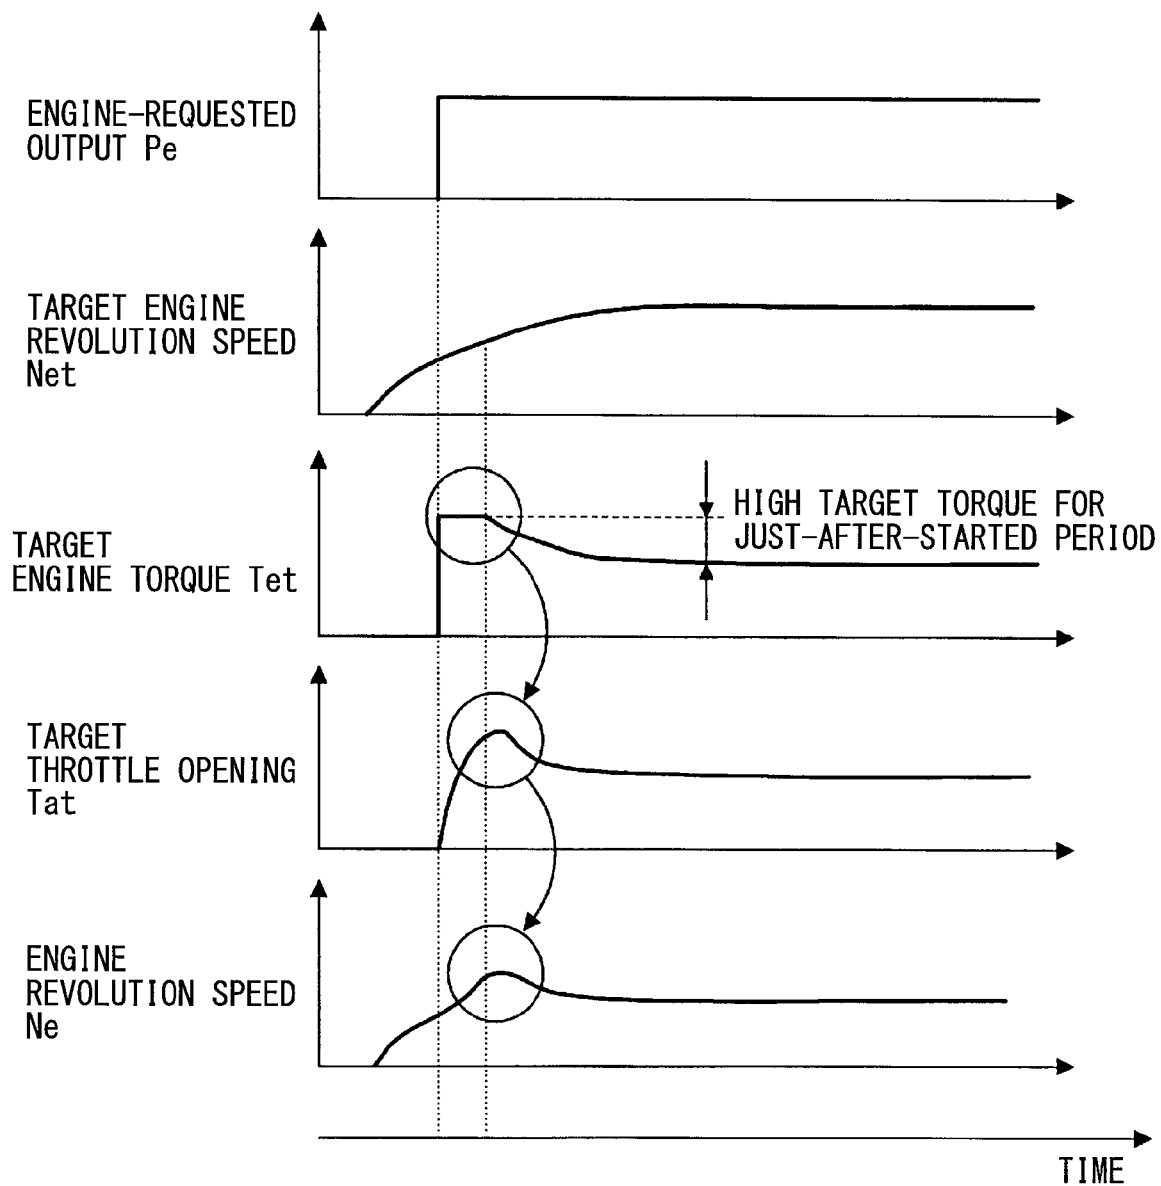 ENGINE-REQUESTED
OUTPUT Pe
TARGET ENGINE
REVOLUTION SPEED
Net
HIGH TARGET TORQUE FOR
JUST-AFTER-STARTED PERIOD
TARGET
ENGINE TORQUE Tet
TARGET
THROTTLE OPENING
Tat
ENGINE
REVOLUTION SPEED
Ne
TIME